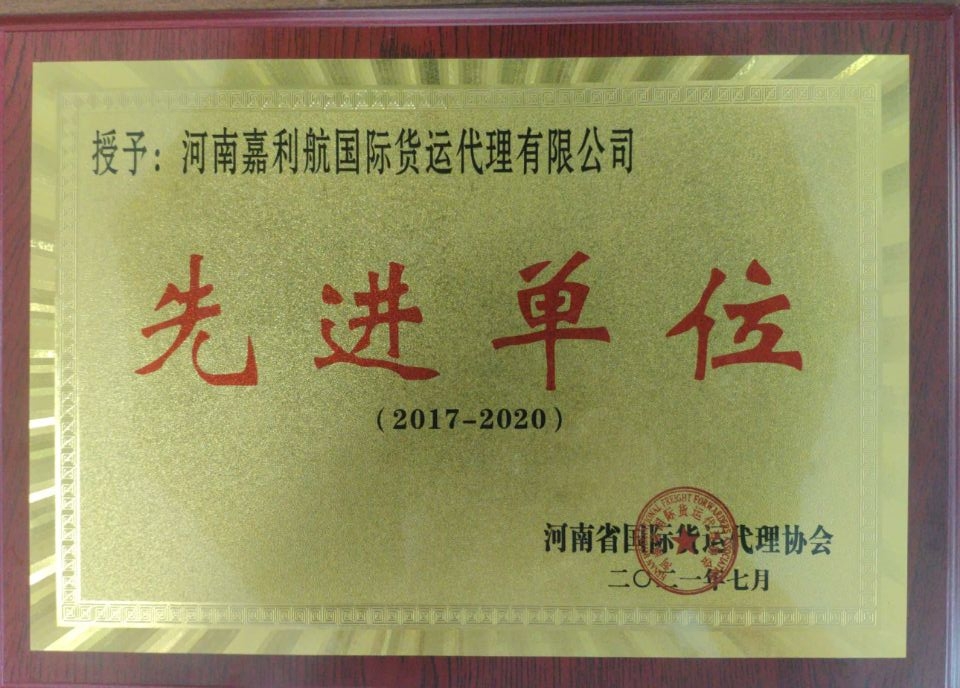 授予：河南嘉利航国际货运代理有限公司
先进单位
（2017-2020）
河南省国际货运代理协会
二〇二一年七月